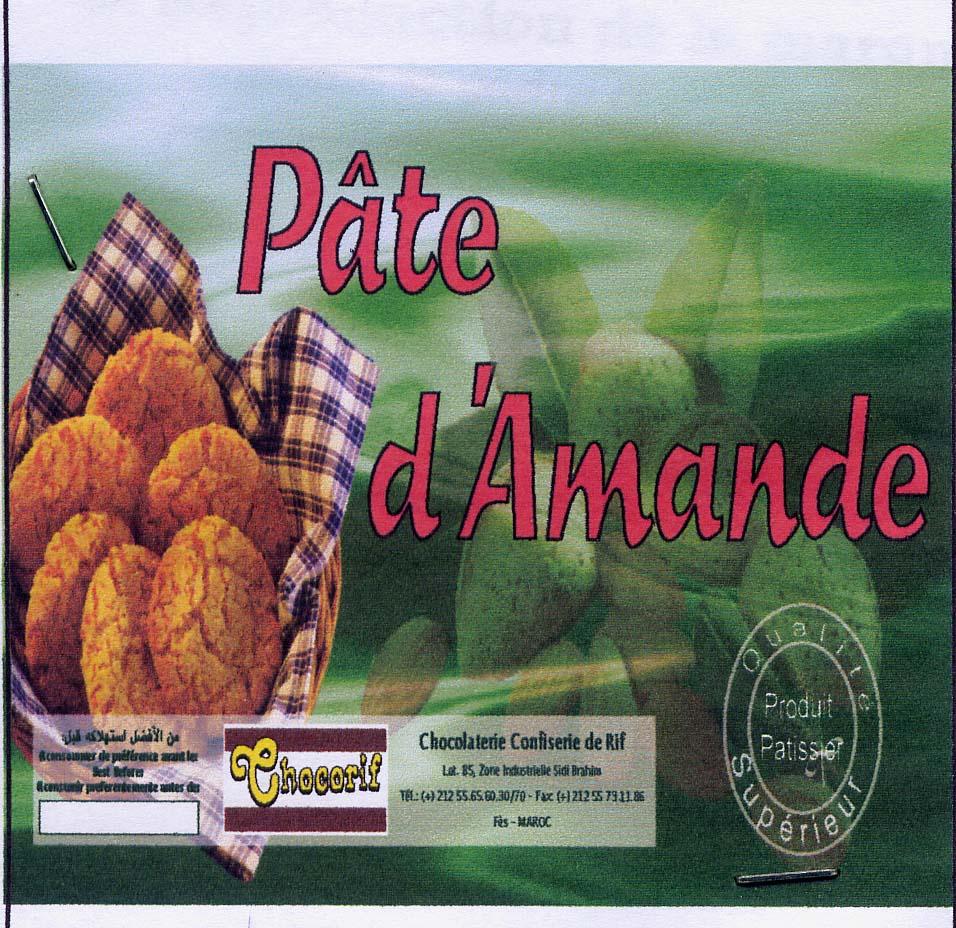 Pâte
d'Amande
Qualité
Produit
Patissier
Supérieur
من الأفضل استهلاكه قبل:
A consommer de préférence avant le:
Best Before:
A consumir preferentemente antes de:
Chocorif
Chocolaterie Confiserie de Rif
Lot. 85, Zone Industrielle Sidi Brahim
TÉl.: (+) 212 55.65.60.30/70 - Fax: (+) 212 55 73 11 86
Fès - MAROC